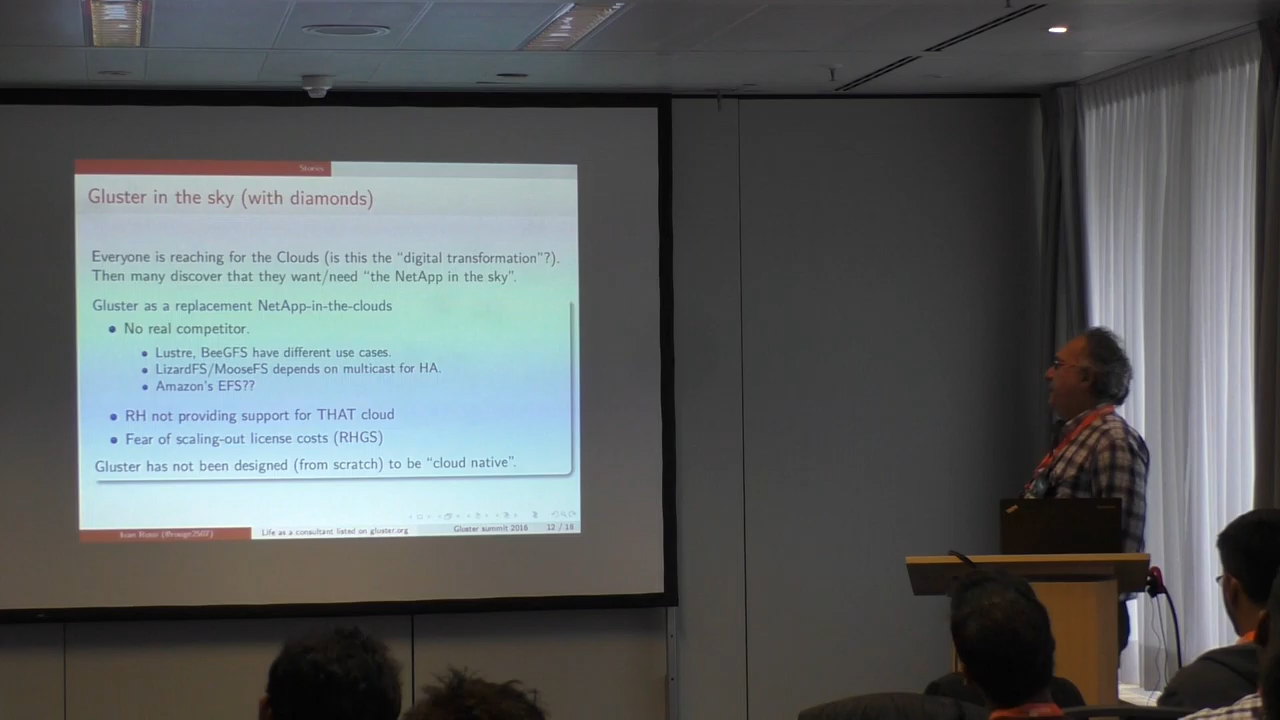 Stories
Gluster in the sky (with diamonds)
Everyone is reaching for the Clouds (is this the “digital transformation”?).
Then many discover that they want/need “the NetApp in the sky”.
Gluster as a replacement NetApp-in-the-clouds
No real competitor.
Lustre, BeeGFS have different use cases.
LizardFS/MooseFS depends on multicast for HA.
Amazon's EFS??
RH not providing support for THAT cloud
Fear of scaling-out license costs (RHGS)
Gluster has not been designed (from scratch) to be “cloud native”.
Life as a consultant listed on gluster.org
Gluster summit 2016
12 / 18